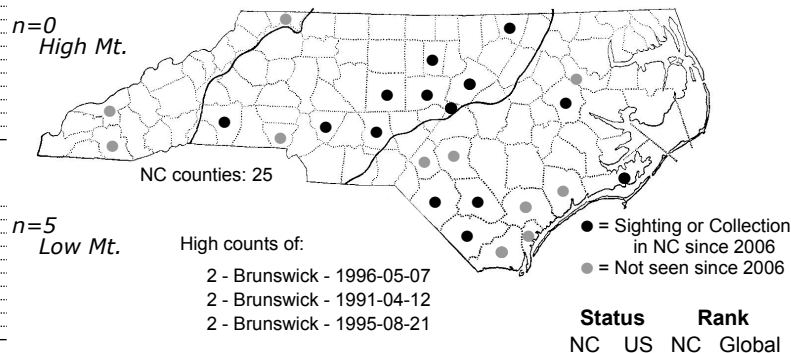 n=0
High Mt.
NC counties: 25
n=5
Low Mt.
High counts of:
2 - Brunswick - 1996-05-07
2 - Brunswick - 1991-04-12
2 - Brunswick - 1995-08-21
● = Sighting or Collection
in NC since 2006
● = Not seen since 2006
Status Rank
NC US NC Global